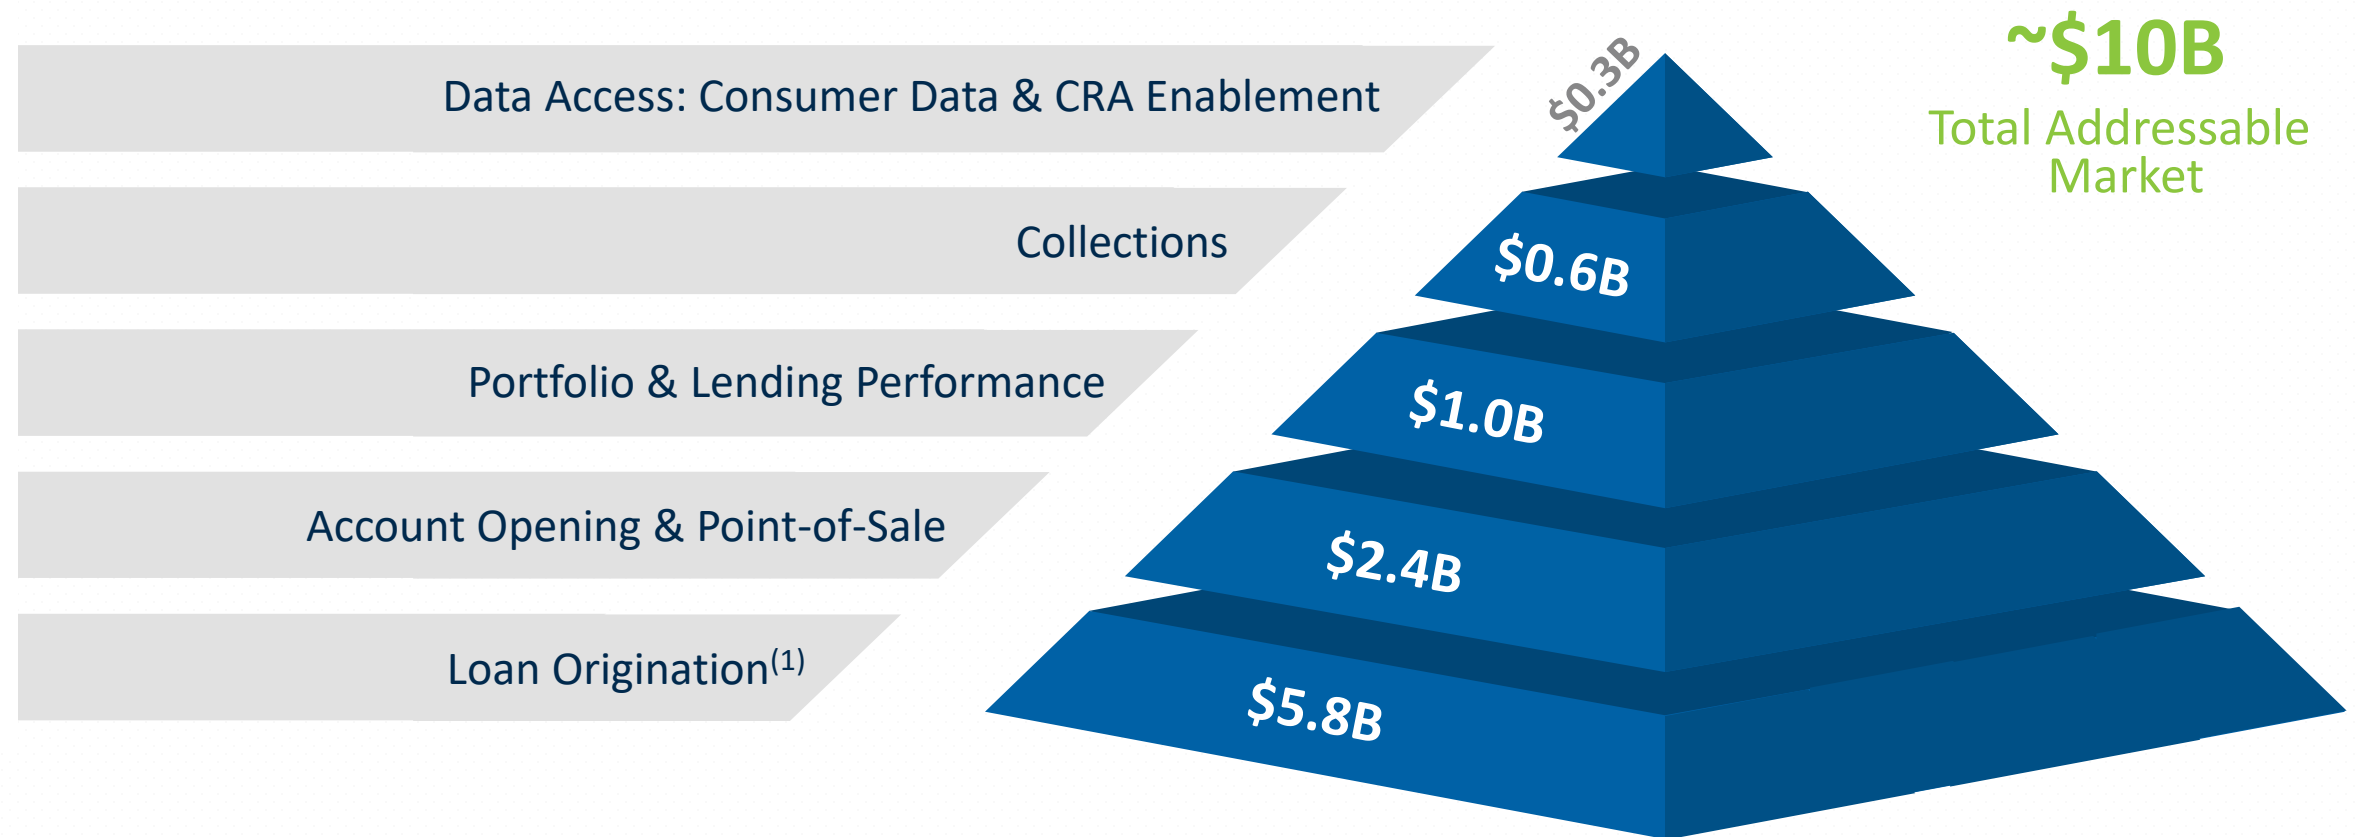 ~$10B
Total Addressable
Market
Data Access: Consumer Data & CRA Enablement
$0.3B
Collections
$0.6B
Portfolio & Lending Performance
$1.0B
Account Opening & Point-of-Sale
$2.4B
Loan Origination(1)
$5.8B